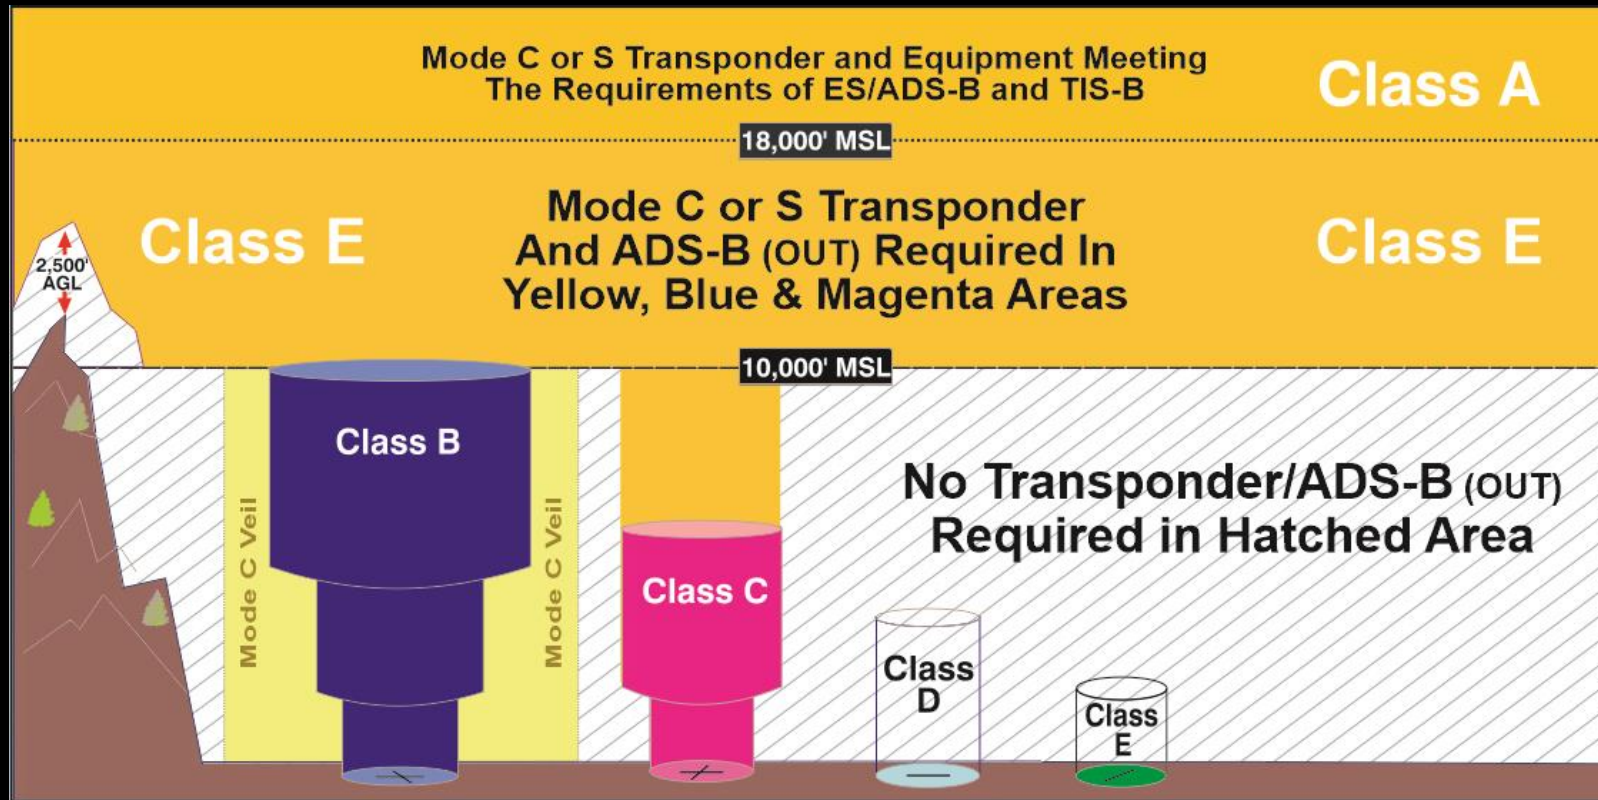 Mode C or S Transponder and Equipment Meeting
The Requirements of ES/ADS-B and TIS-B
Class A
18,000' MSL
Class E
Mode C or S Transponder
And ADS-B (OUT) Required In
Yellow, Blue & Magenta Areas
Class E
2,500'
AGL
10,000' MSL
Mode C Veil
Class B
Mode C Veil
Class C
No Transponder/ADS-B (OUT)
Required in Hatched Area
Class
D
Class
E